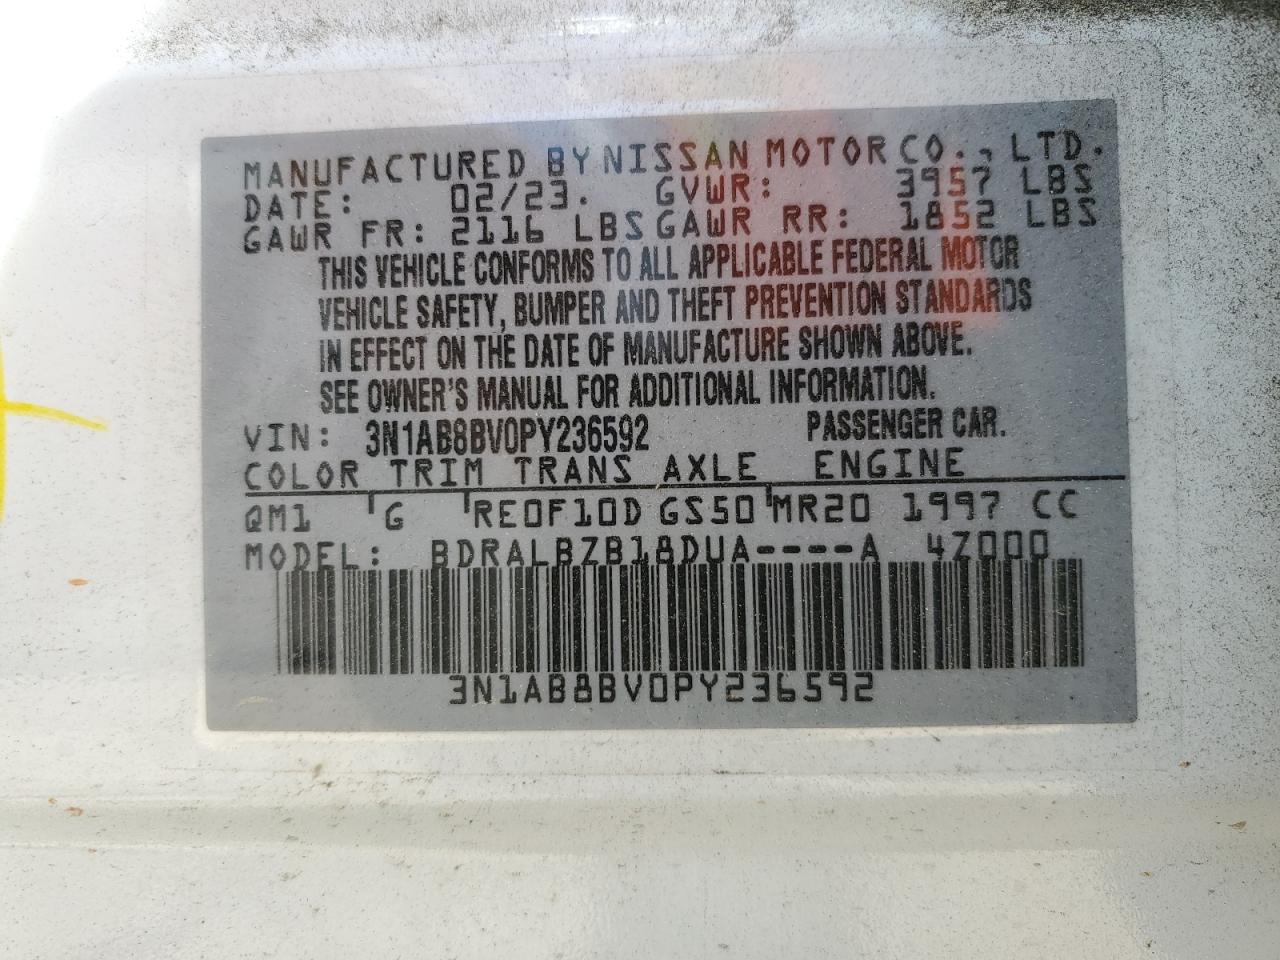 MANUFACTURED BY NISSAN MOTOR CO., LTD.
DATE: 02/23. GVWR: 3957 LBS
GAWR FR: 2116 LBS GAWR RR: 1852 LBS
THIS VEHICLE CONFORMS TO ALL APPLICABLE FEDERAL MOTOR
VEHICLE SAFETY, BUMPER AND THEFT PREVENTION STANDARDS
IN EFFECT ON THE DATE OF MANUFACTURE SHOWN ABOVE.
SEE OWNER'S MANUAL FOR ADDITIONAL INFORMATION.
VIN: 3N1AB8BV0PY236592 PASSENGER CAR.
COLOR TRIM TRANS AXLE ENGINE
QM1 G RE0F10D GS50 MR20 1997 CC
MODEL: BDRALBZB18DUA----A 4Z000
3N1AB8BV0PY236592